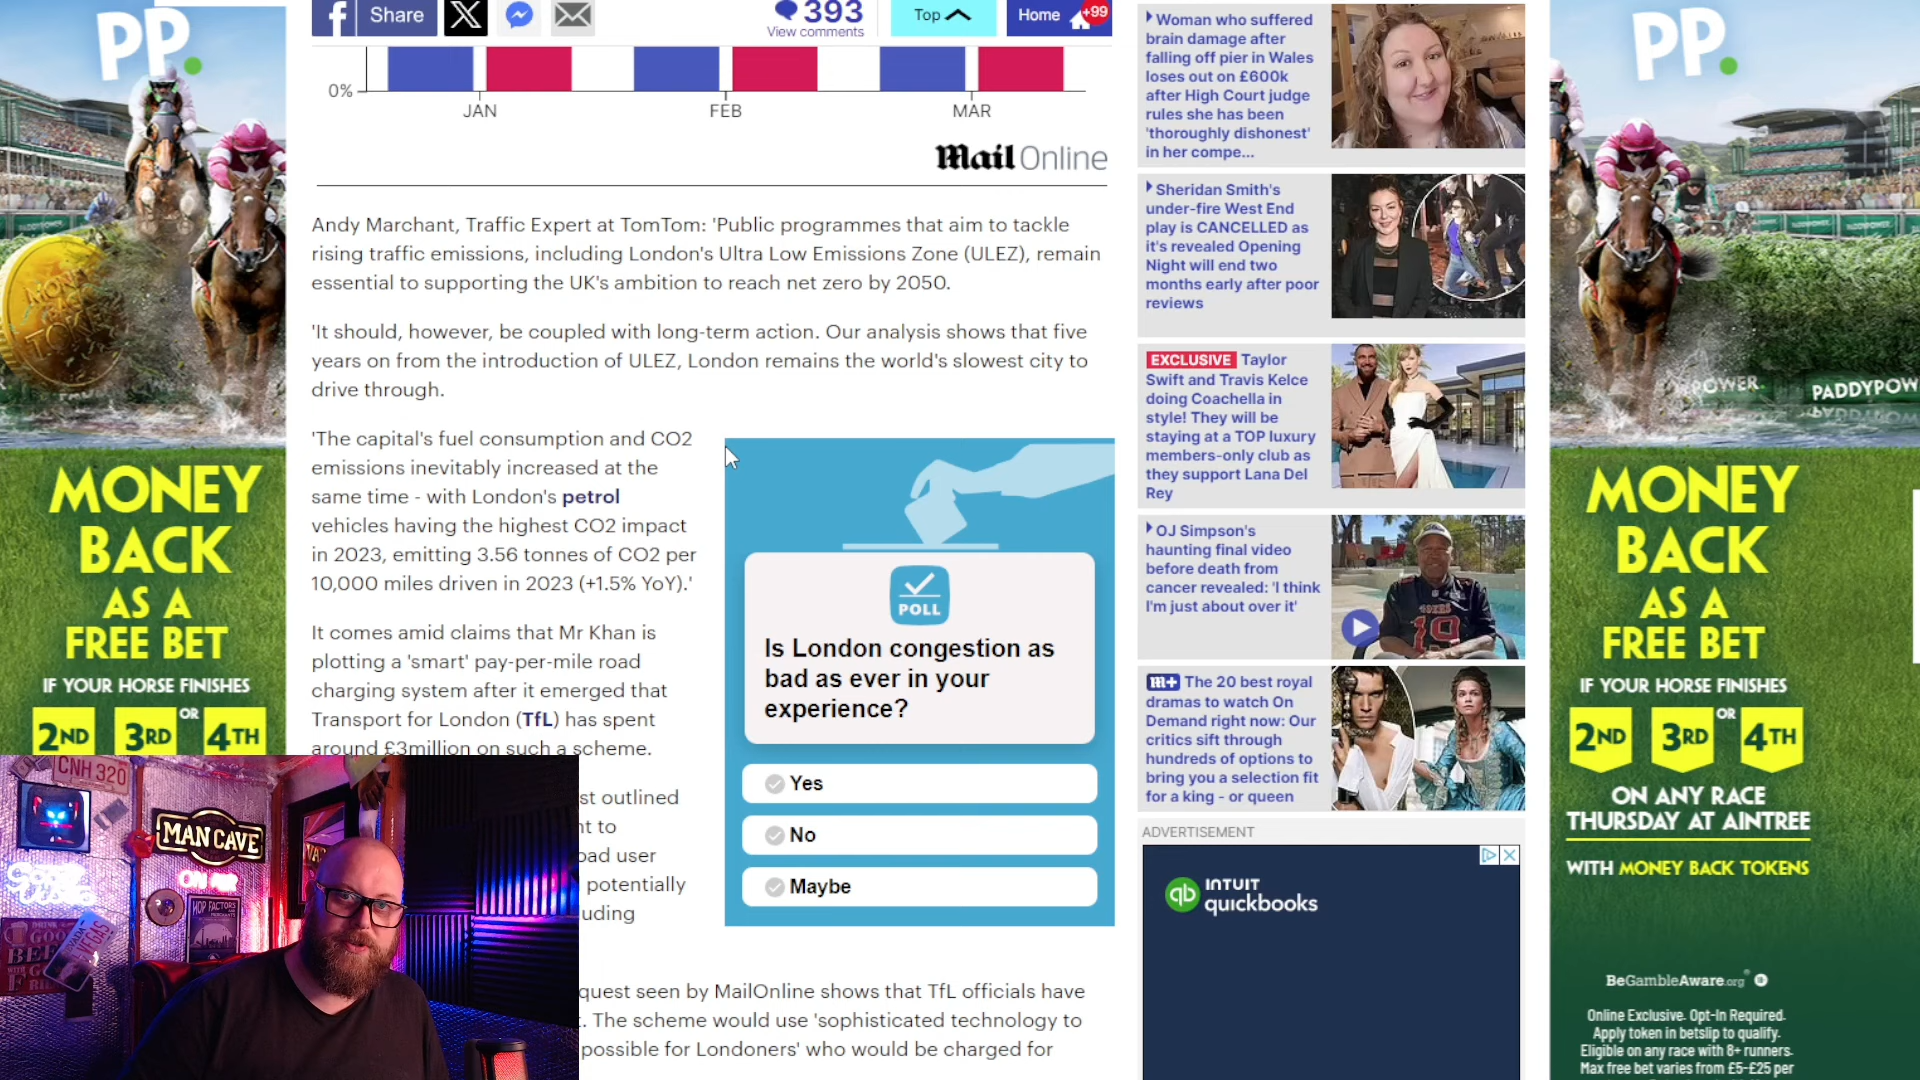 PP.
Share
393
View comments
Top
Home
+99
0%
JAN
FEB
MAR
Mail Online
Andy Marchant, Traffic Expert at TomTom: 'Public programmes that aim to tackle
rising traffic emissions, including London's Ultra Low Emissions Zone (ULEZ), remain
essential to supporting the UK's ambition to reach net zero by 2050.
'It should, however, be coupled with long-term action. Our analysis shows that five
years on from the introduction of ULEZ, London remains the world's slowest city to
drive through.
'The capital's fuel consumption and CO2
emissions inevitably increased at the
same time - with London's petrol
vehicles having the highest CO2 impact
in 2023, emitting 3.56 tonnes of CO2 per
10,000 miles driven in 2023 (+1.5% YoY).'
It comes amid claims that Mr Khan is
plotting a 'smart' pay-per-mile road
charging system after it emerged that
Transport for London (TfL) has spent
around £3million on such a scheme.
st outlined
nt to
oad user
potentially
uding
quest seen by MailOnline shows that TfL officials have
. The scheme would use 'sophisticated technology to
possible for Londoners' who would be charged for
POLL
Is London congestion as
bad as ever in your
experience?
Yes
No
Maybe
Woman who suffered
brain damage after
falling off pier in Wales
loses out on £600k
after High Court judge
rules she has been
'thoroughly dishonest'
in her compe...
Sheridan Smith's
under-fire West End
play is CANCELLED as
it's revealed Opening
Night will end two
months early after poor
reviews
EXCLUSIVE Taylor
Swift and Travis Kelce
doing Coachella in
style! They will be
staying at a TOP luxury
members-only club as
they support Lana Del
Rey
OJ Simpson's
haunting final video
before death from
cancer revealed: 'I think
I'm just about over it'
49ERS
M+ The 20 best royal
dramas to watch On
Demand right now: Our
critics sift through
hundreds of options to
bring you a selection fit
for a king - or queen
ADVERTISEMENT
INTUIT
quickbooks
MONEY
BACK
AS A
FREE BET
IF YOUR HORSE FINISHES
2ND 3RD OR 4TH
CNH 320
MAN CAVE
ON AIR
HOP FACTORS
NEVADA
VEGAS
PP.
POWER.
PADDYPOW
MONEY
BACK
AS A
FREE BET
IF YOUR HORSE FINISHES
2ND 3RD OR 4TH
ON ANY RACE
THURSDAY AT AINTREE
WITH MONEY BACK TOKENS
BeGambleAware.org
Online Exclusive. Opt-In Required.
Apply token in betslip to qualify.
Eligible on any race with 8+ runners.
Max free bet varies from £5-£25 per